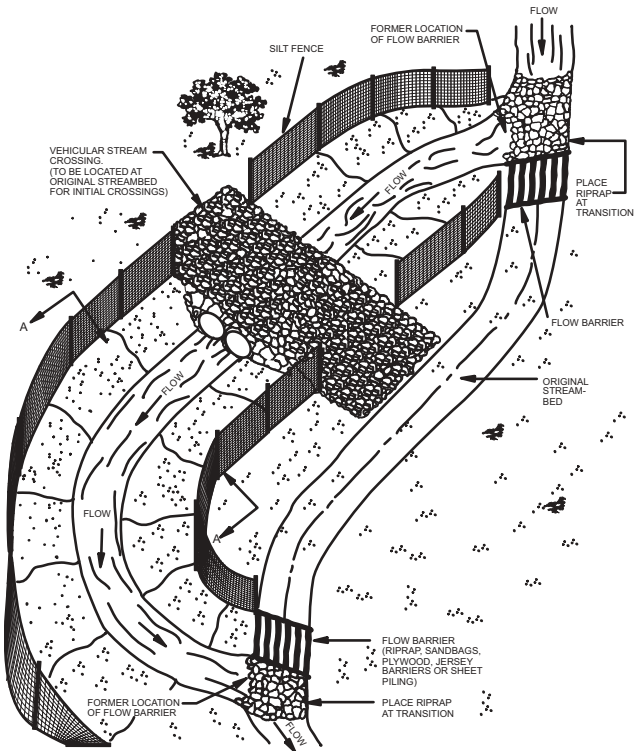 FLOW
FORMER LOCATION
OF FLOW BARRIER
SILT FENCE
VEHICULAR STREAM
CROSSING.
(TO BE LOCATED AT
ORIGINAL STREAMBED
FOR INITIAL CROSSINGS)
FLOW
PLACE
RIPRAP
AT
TRANSITION
A
FLOW BARRIER
FLOW
ORIGINAL
STREAM-
BED
FLOW
A
FLOW BARRIER
(RIPRAP, SANDBAGS,
PLYWOOD, JERSEY
BARRIERS OR SHEET
PILING)
FORMER LOCATION
OF FLOW BARRIER
PLACE RIPRAP
AT TRANSITION
FLOW